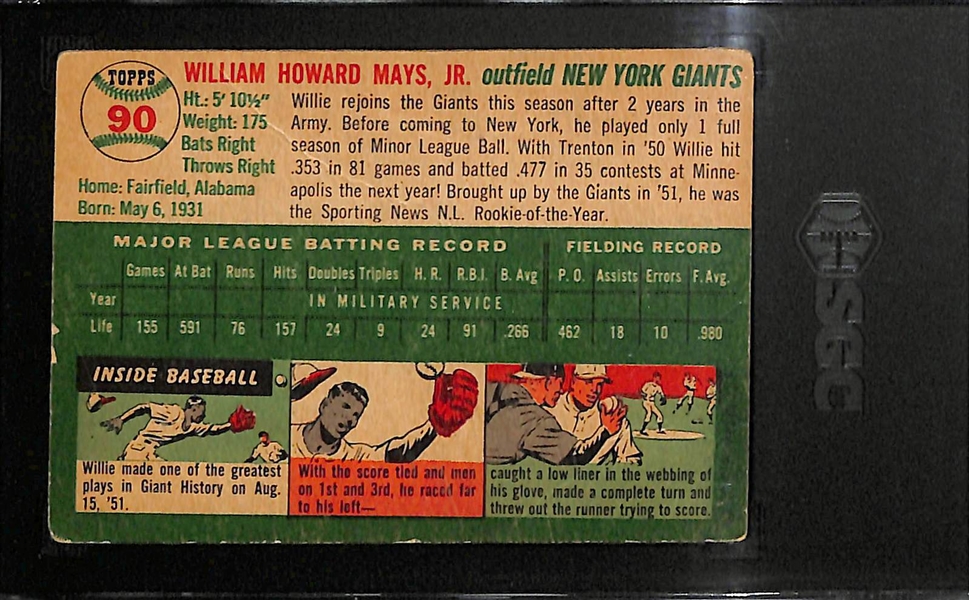 TOPPS
90
WILLIAM HOWARD MAYS, JR. outfield NEW YORK GIANTS
Ht.: 5' 10½"
Weight: 175
Bats Right
Throws Right
Home: Fairfield, Alabama
Born: May 6, 1931
Willie rejoins the Giants this season after 2 years in the
Army. Before coming to New York, he played only 1 full
season of Minor League Ball. With Trenton in '50 Willie hit
.353 in 81 games and batted .477 in 35 contests at Minne-
apolis the next year! Brought up by the Giants in '51, he was
the Sporting News N.L. Rookie-of-the-Year.
MAJOR LEAGUE BATTING RECORD FIELDING RECORD
Games At Bat Runs Hits Doubles Triples H. R. R.B.I. B. Avg P. O. Assists Errors F. Avg.
Year IN MILITARY SERVICE
Life 155 591 76 157 24 9 24 91 .266 462 18 10 .980
INSIDE BASEBALL
Willie made one of the greatest
plays in Giant History on Aug.
15, '51.
With the score tied and men
on 1st and 3rd, he raced far
to his left—
caught a low liner in the webbing of
his glove, made a complete turn and
threw out the runner trying to score.
SGC